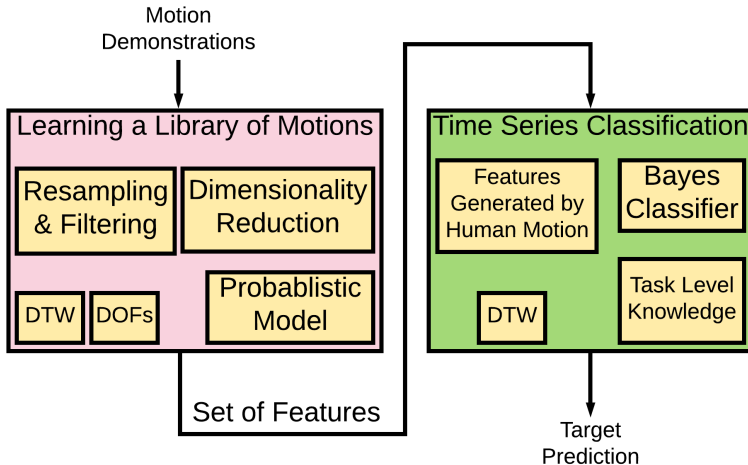 Motion
Demonstrations
Learning a Library of Motions
Resampling
& Filtering
Dimensionality
Reduction
DTW
DOFs
Probablistic
Model
Set of Features
Time Series Classification
Features
Generated by
Human Motion
Bayes
Classifier
DTW
Task Level
Knowledge
Target
Prediction